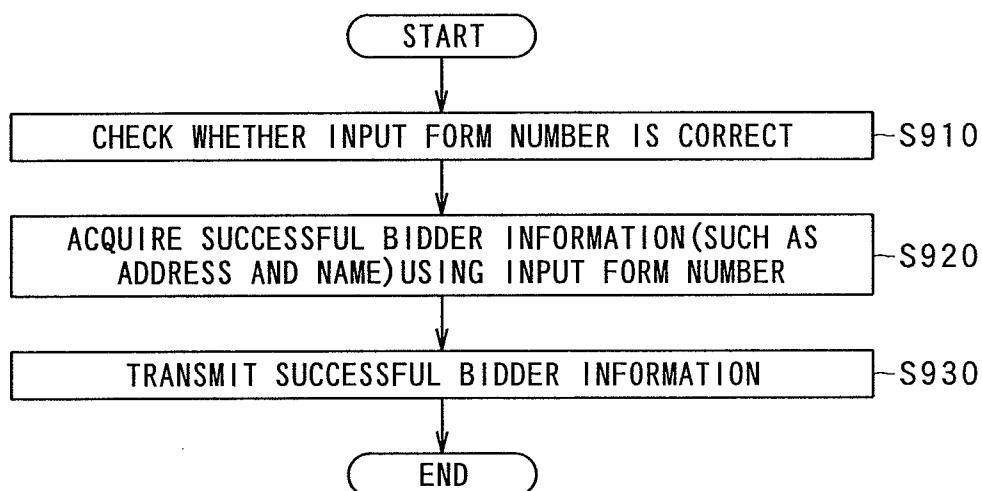 START
CHECK WHETHER INPUT FORM NUMBER IS CORRECT
S910
ACQUIRE SUCCESSFUL BIDDER INFORMATION(SUCH AS
ADDRESS AND NAME)USING INPUT FORM NUMBER
S920
TRANSMIT SUCCESSFUL BIDDER INFORMATION
S930
END